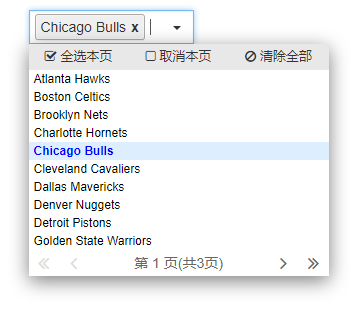 Chicago Bulls x
全选本页 取消本页 清除全部
Atlanta Hawks
Boston Celtics
Brooklyn Nets
Charlotte Hornets
Chicago Bulls
Cleveland Cavaliers
Dallas Mavericks
Denver Nuggets
Detroit Pistons
Golden State Warriors
第 1 页(共3页)